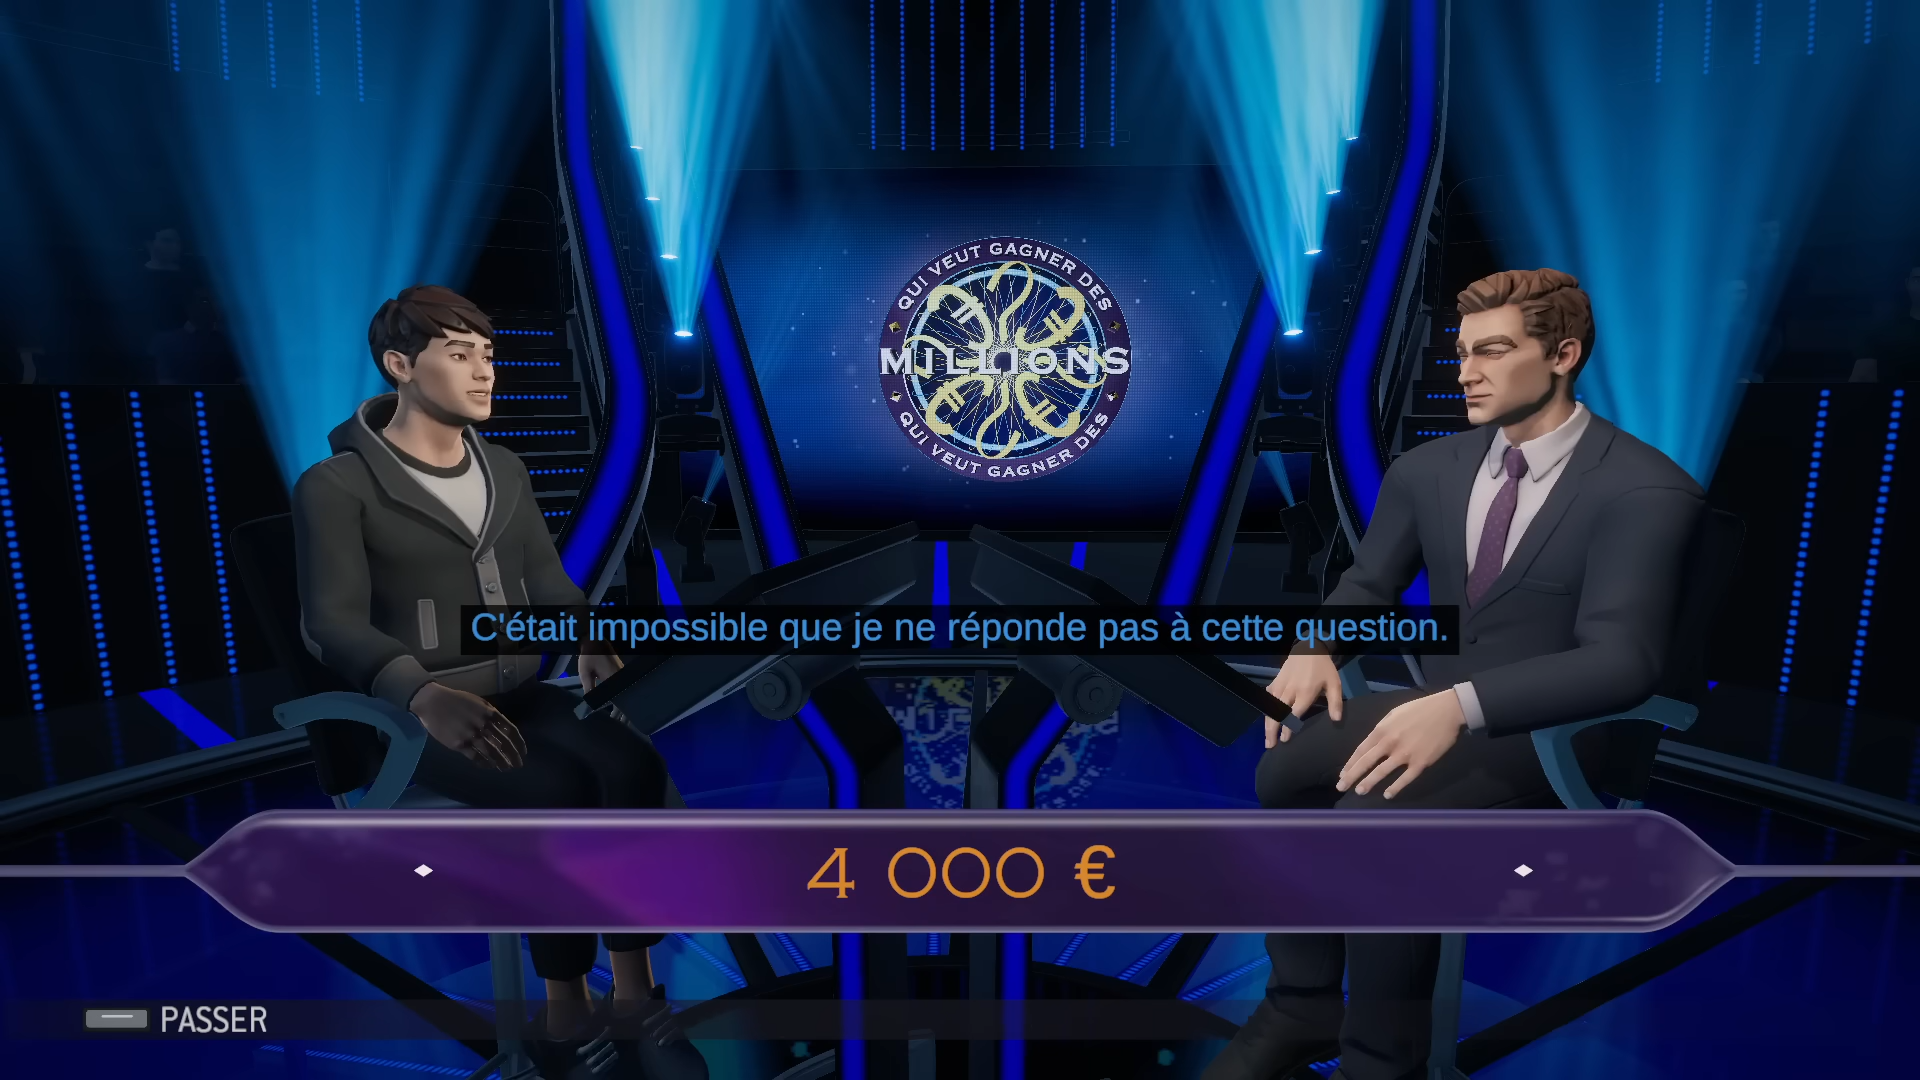 QUI VEUT GAGNER DES
MILLIONS
QUI VEUT GAGNER DES
C'était impossible que je ne réponde pas à cette question.
4 000 €
PASSER